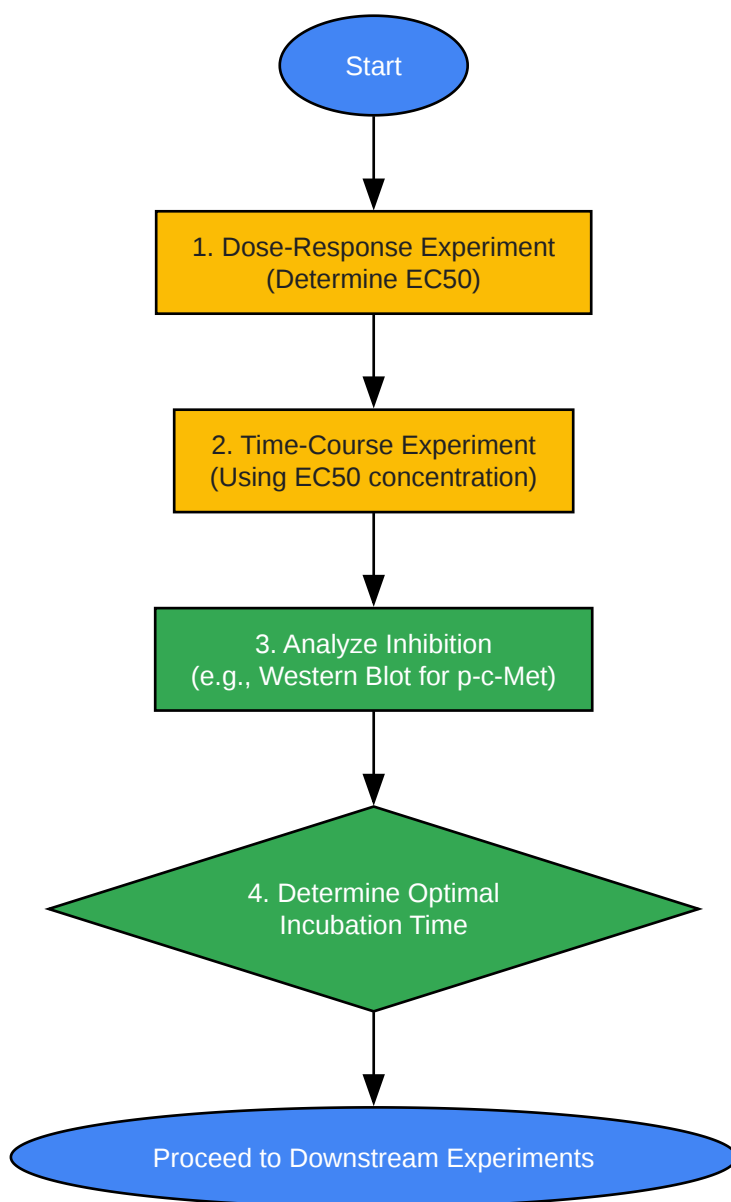 Start
1. Dose-Response Experiment
(Determine EC50)
2. Time-Course Experiment
(Using EC50 concentration)
3. Analyze Inhibition
(e.g., Western Blot for p-c-Met)
4. Determine Optimal
Incubation Time
Proceed to Downstream Experiments